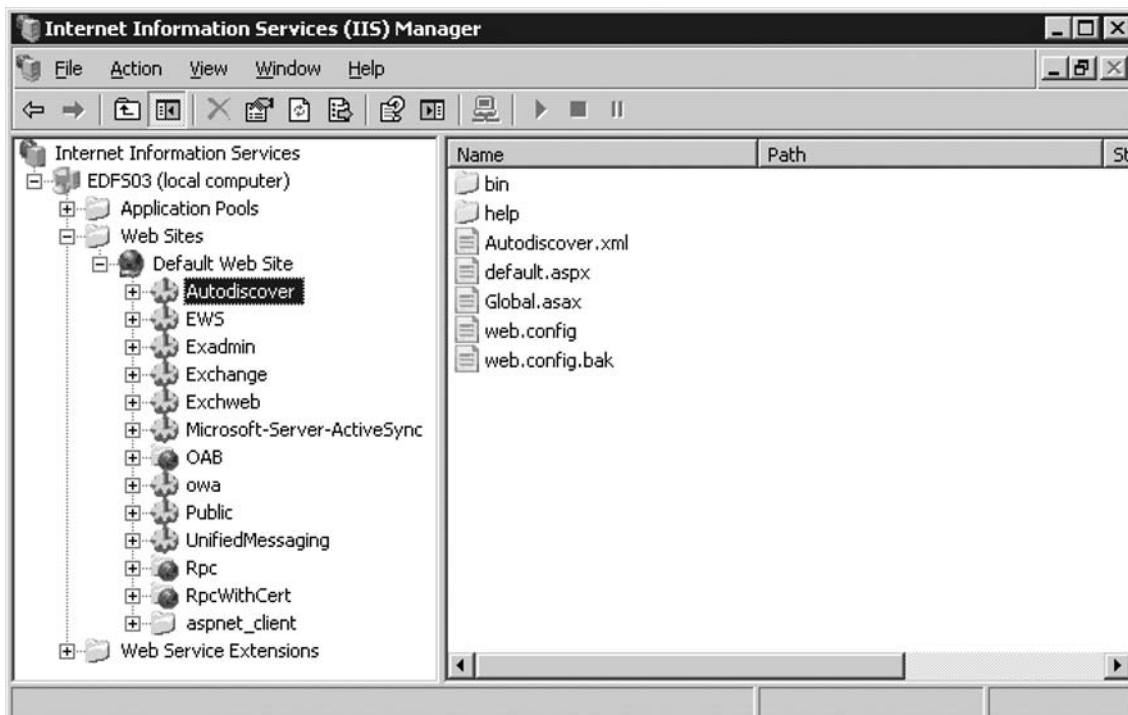 Internet Information Services (IIS) Manager
File Action View Window Help
Internet Information Services
EDFS03 (local computer)
Application Pools
Web Sites
Default Web Site
Autodiscover
EWS
Exadmin
Exchange
Exchweb
Microsoft-Server-ActiveSync
OAB
owa
Public
UnifiedMessaging
Rpc
RpcWithCert
aspnet_client
Web Service Extensions
Name Path St
bin
help
Autodiscover.xml
default.aspx
Global.asax
web.config
web.config.bak